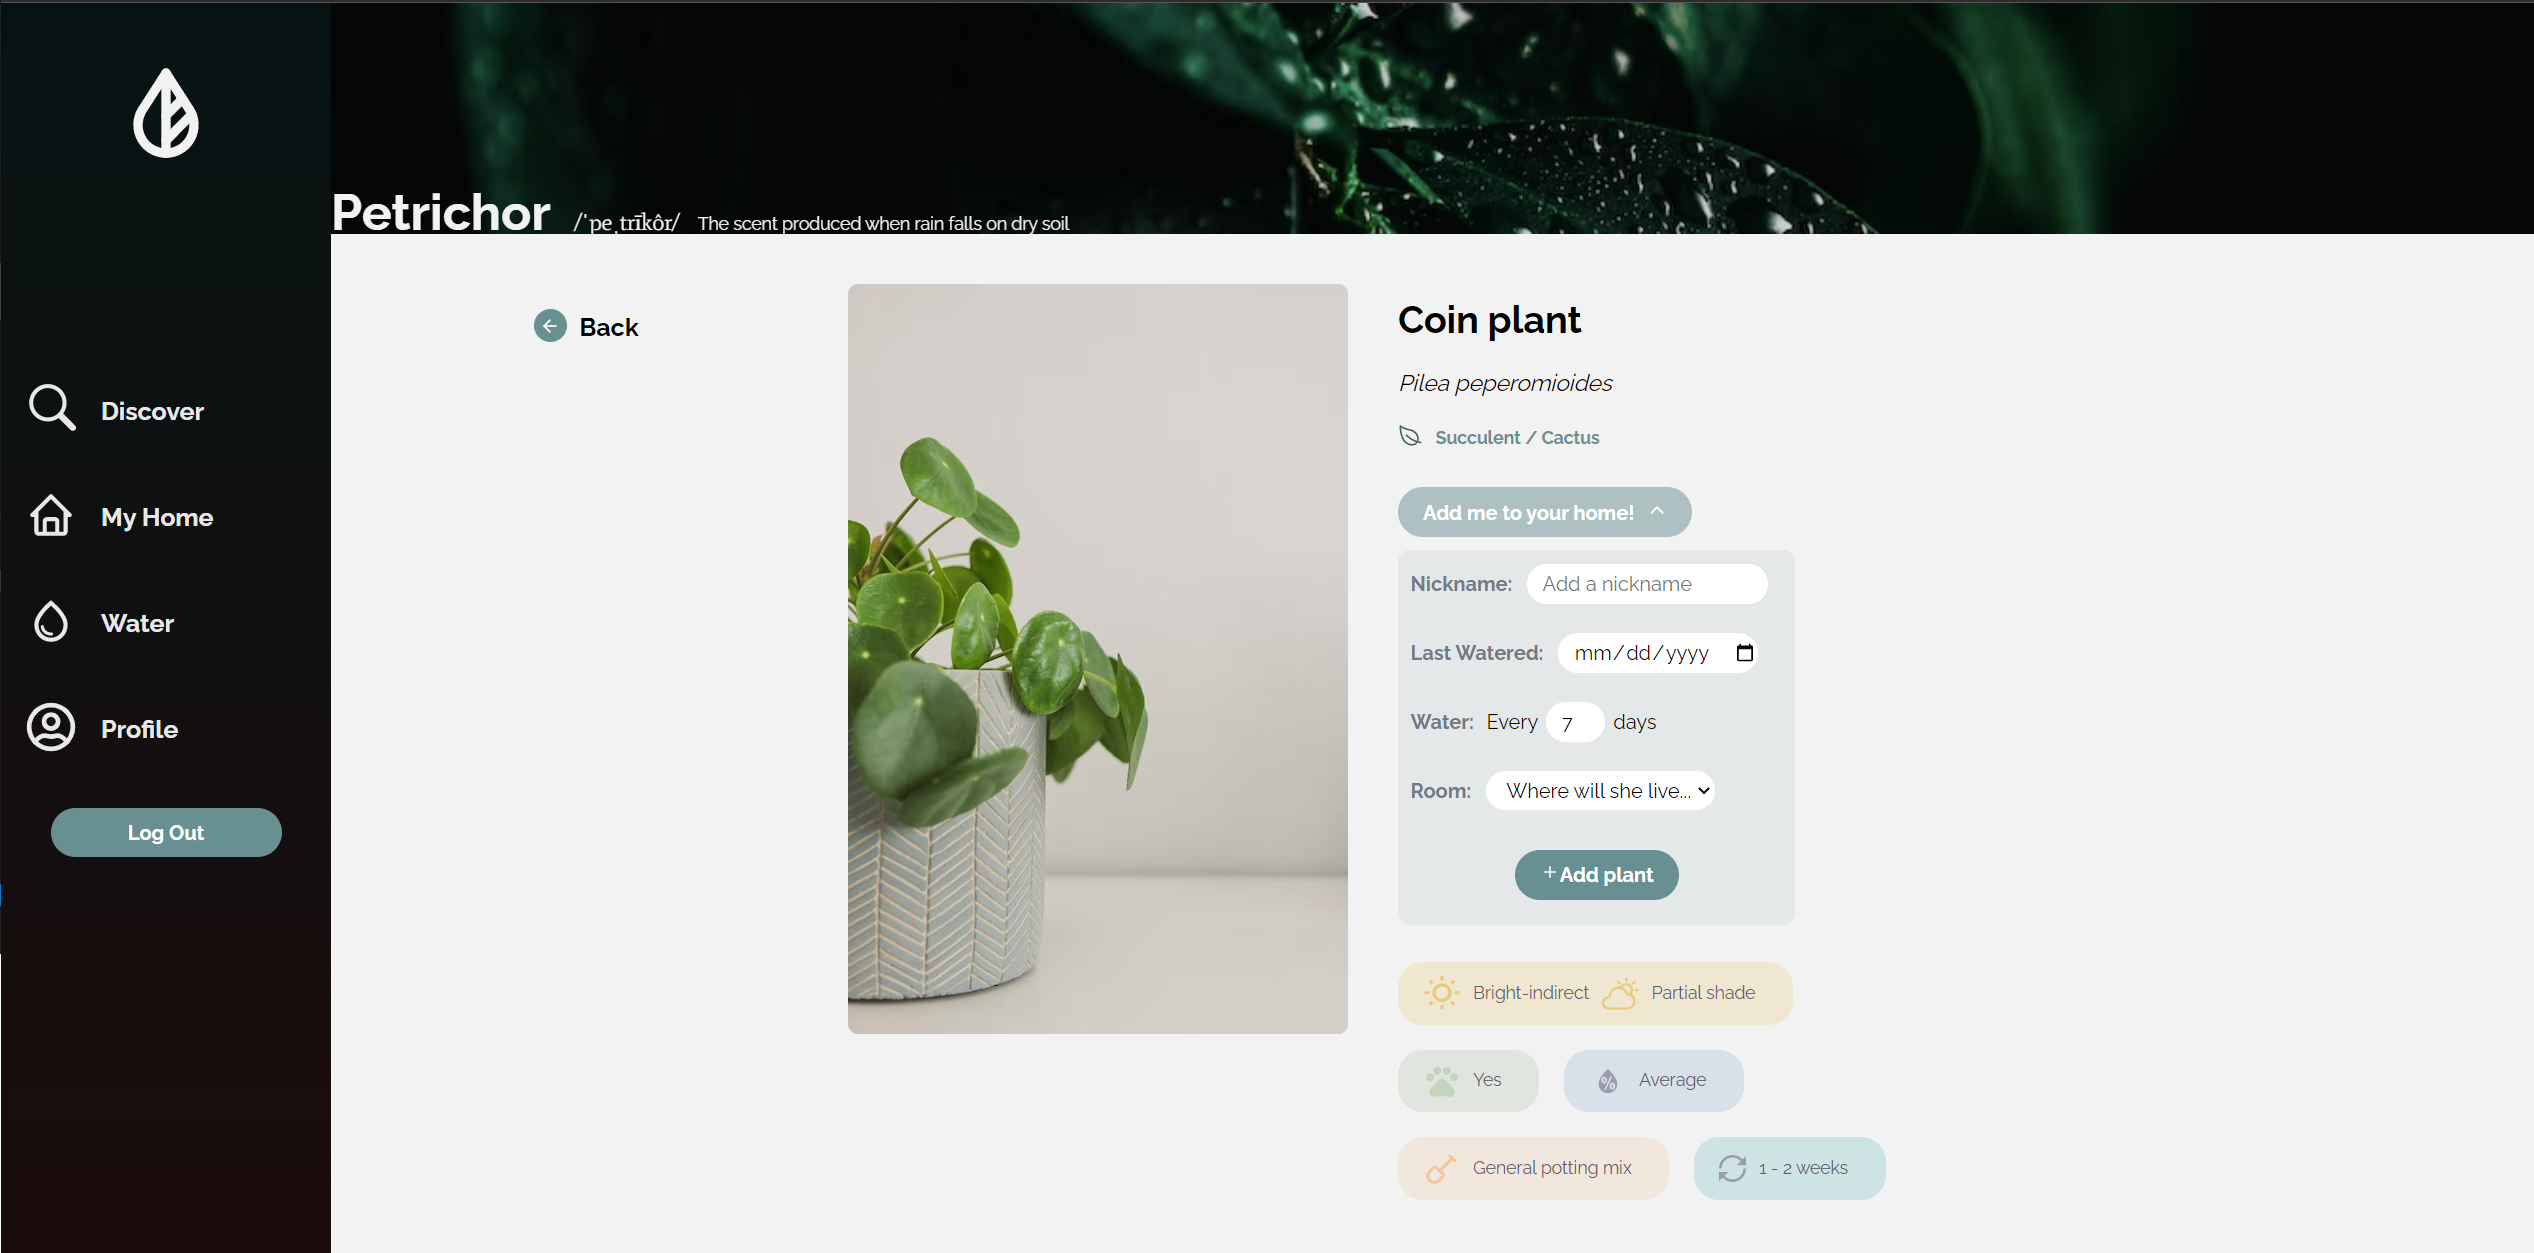 Petrichor /ˈpeˌtrīkôr/ The scent produced when rain falls on dry soil
Discover
My Home
Water
Profile
Log Out
Back
Coin plant
Pilea peperomioides
Succulent / Cactus
Add me to your home!
Nickname: Add a nickname
Last Watered: mm/dd/yyyy
Water: Every 7 days
Room: Where will she live...
+ Add plant
Bright-indirect Partial shade
Yes % Average
General potting mix 1 - 2 weeks